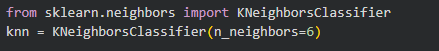 from sklearn.neighbors import KNeighborsClassifier
knn = KNeighborsClassifier(n_neighbors=6)